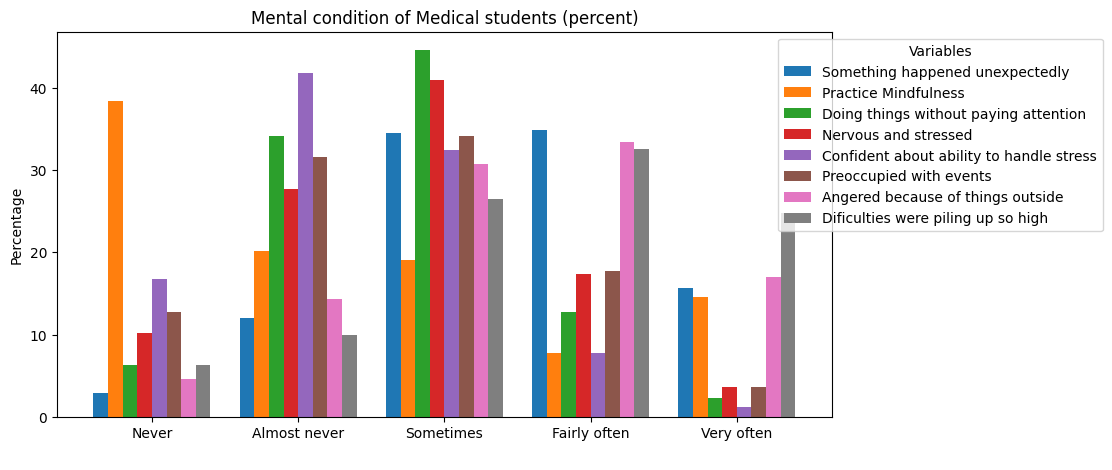 Mental condition of Medical students (percent)
Variables
Something happened unexpectedly
Practice Mindfulness
Doing things without paying attention
Nervous and stressed
Confident about ability to handle stress
Preoccupied with events
Angered because of things outside
Dificulties were piling up so high
Percentage
40
30
20
10
0
Never
Almost never
Sometimes
Fairly often
Very often